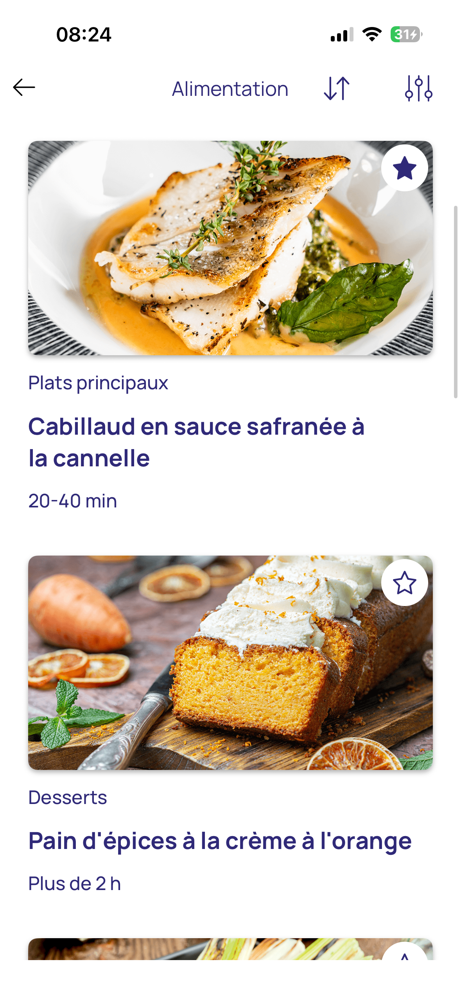 08:24
31
Alimentation
Plats principaux
Cabillaud en sauce safranée à
la cannelle
20-40 min
Desserts
Pain d'épices à la crème à l'orange
Plus de 2 h